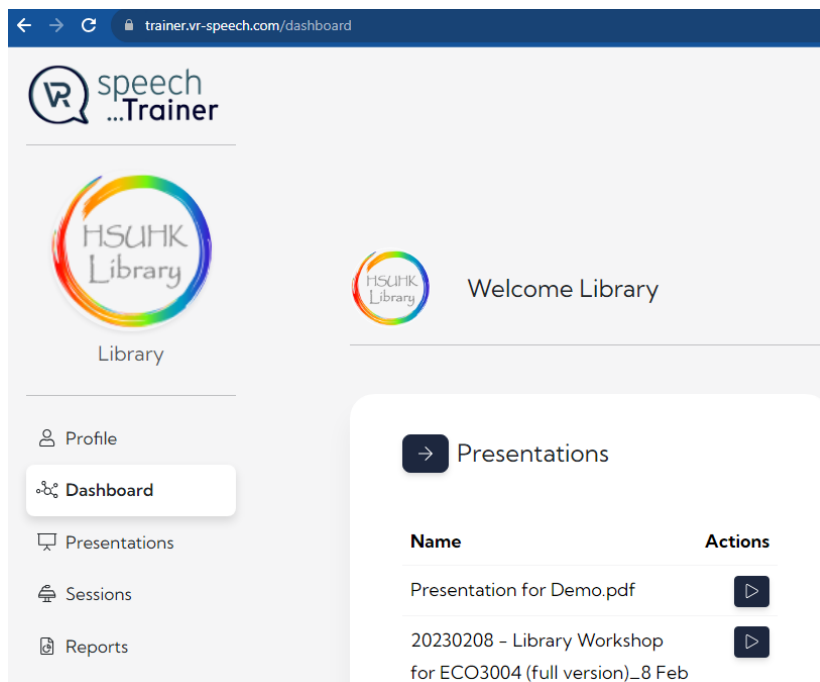 trainer.vr-speech.com/dashboard
VR speech
...Trainer
HSUHK
Library
Library
Profile
Dashboard
Presentations
Sessions
Reports
HSUHK
Library
Welcome Library
Presentations
Name Actions
Presentation for Demo.pdf
20230208 - Library Workshop
for ECO3004 (full version)_8 Feb